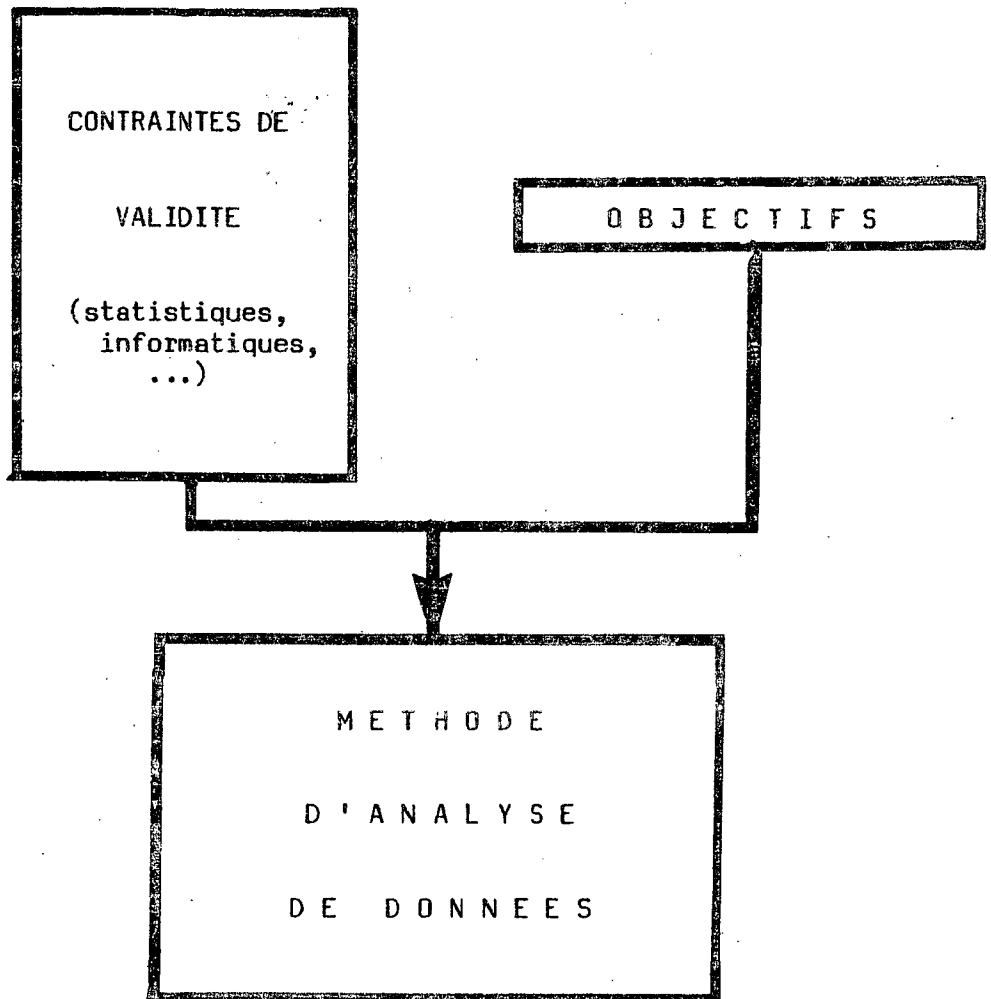 CONTRAINTES DE
VALIDITE
(statistiques,
informatiques,
...)
OBJECTIFS
METHODE
D'ANALYSE
DE DONNEES